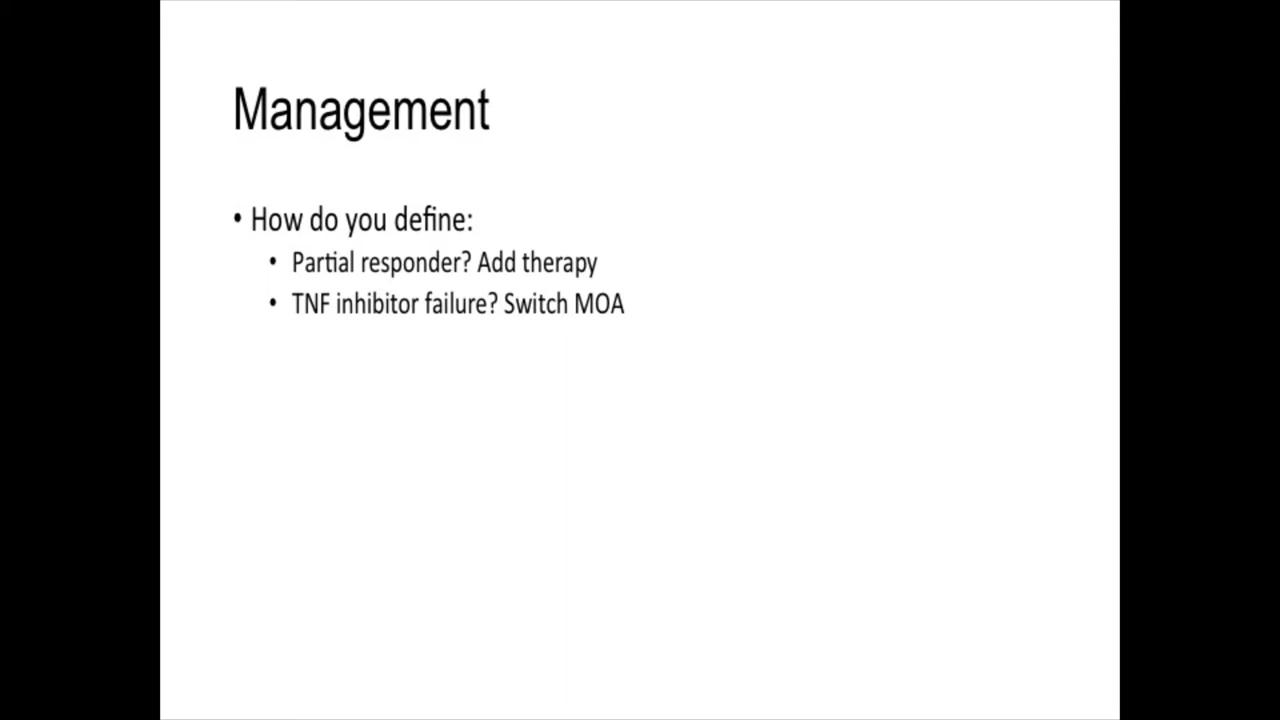 Management
• How do you define:
• Partial responder? Add therapy
• TNF inhibitor failure? Switch MOA